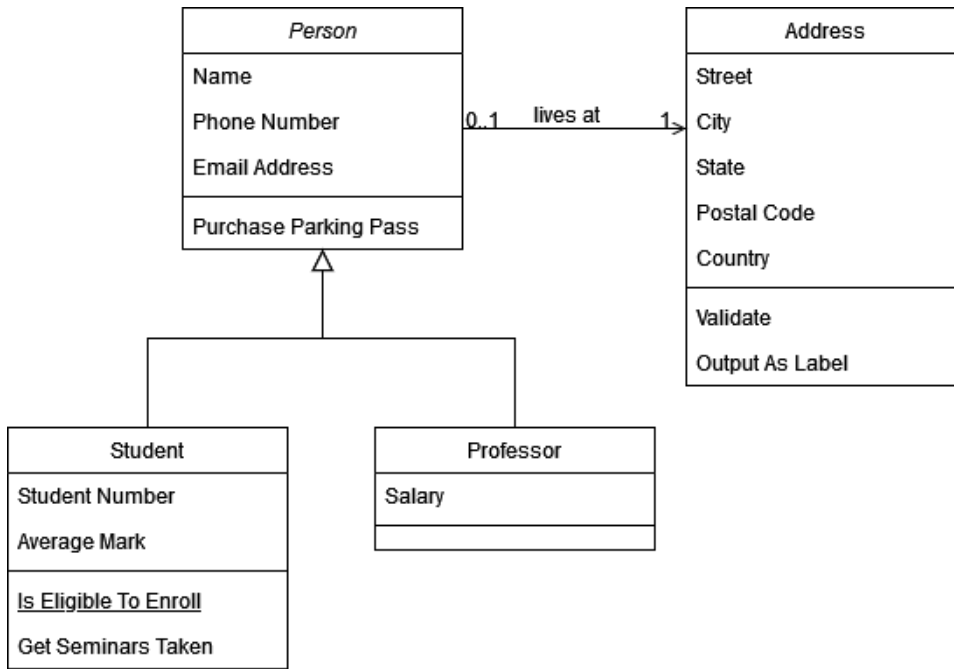 Person
Name
Phone Number
Email Address
Purchase Parking Pass
0..1 lives at 1
Address
Street
City
State
Postal Code
Country
Validate
Output As Label
Student
Student Number
Average Mark
Is Eligible To Enroll
Get Seminars Taken
Professor
Salary